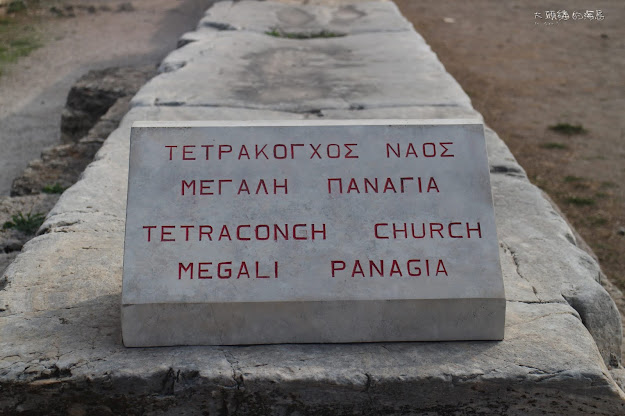 ΤΕΤΡΑΚΟΓΧΟΣ ΝΑΟΣ
ΜΕΓΑΛΗ ΠΑΝΑΓΙΑ
TETRACONCH CHURCH
MEGALI PANAGIA